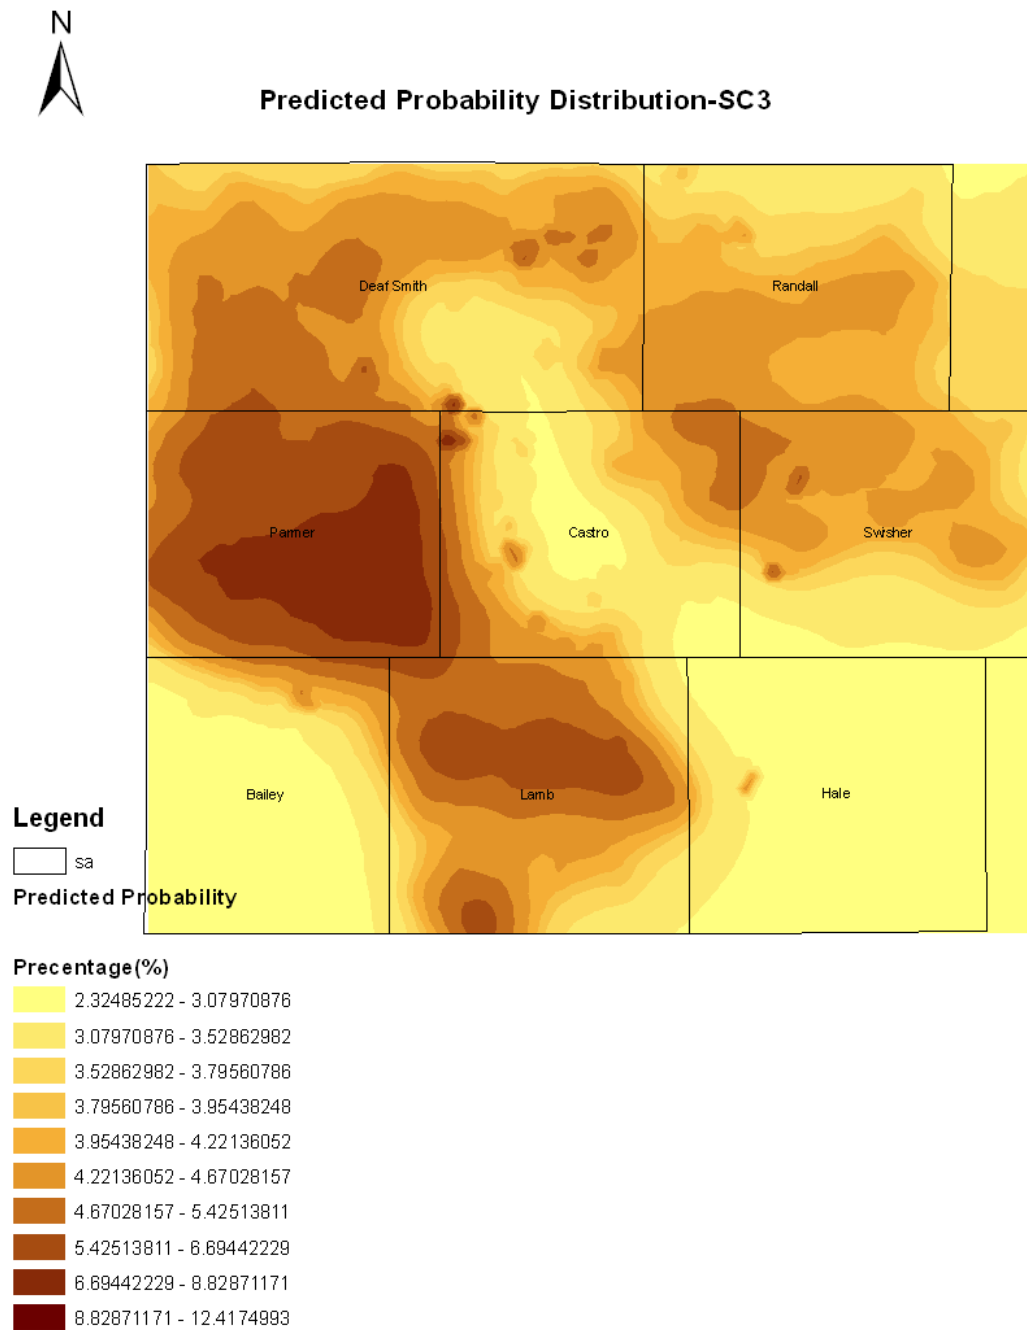 N
Predicted Probability Distribution-SC3
Deaf Smith
Randall
Parmer
Castro
Swisher
Bailey
Lamb
Hale
Legend
sa
Predicted Probability
Precentage(%)
2.32485222 - 3.07970876
3.07970876 - 3.52862982
3.52862982 - 3.79560786
3.79560786 - 3.95438248
3.95438248 - 4.22136052
4.22136052 - 4.67028157
4.67028157 - 5.42513811
5.42513811 - 6.69442229
6.69442229 - 8.82871171
8.82871171 - 12.4174993